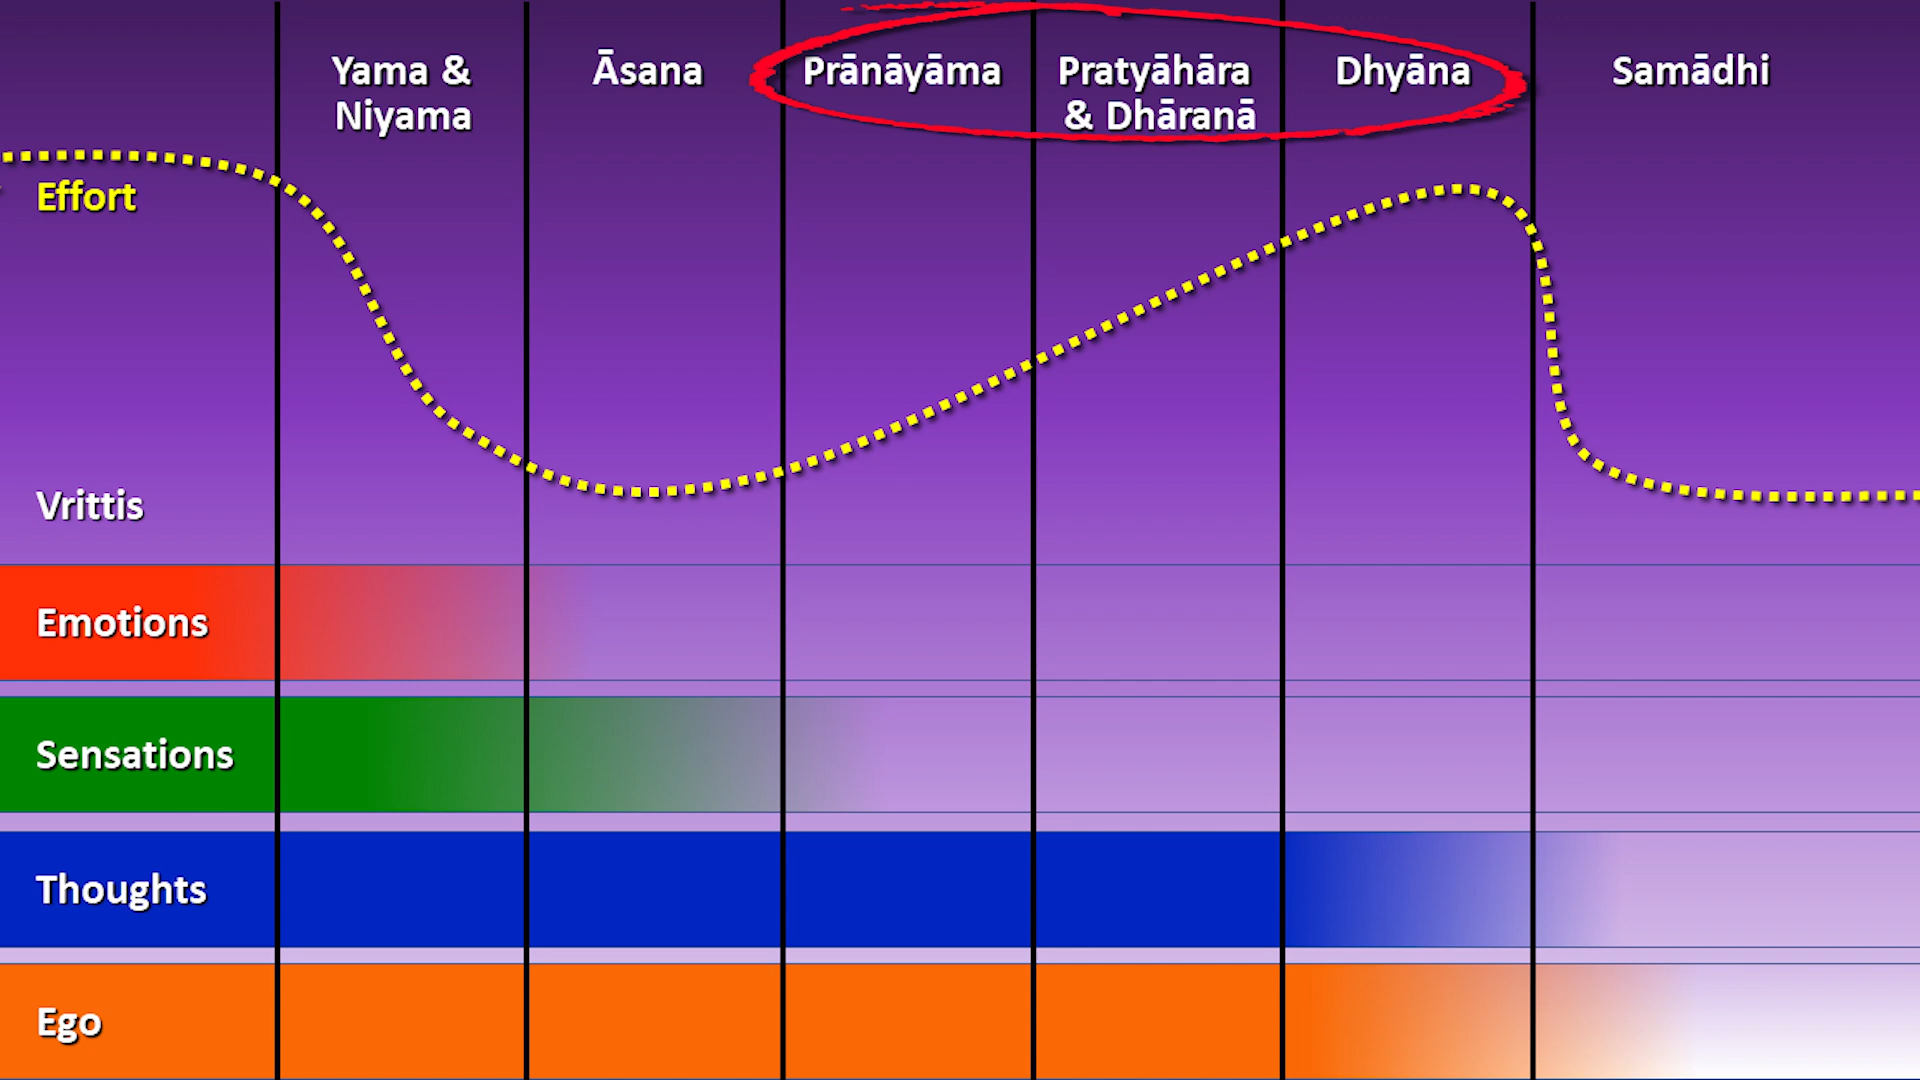 Yama &
Niyama
Āsana
Prānāyāma
Pratyāhāra
& Dhāranā
Dhyāna
Samādhi
Effort
Vrittis
Emotions
Sensations
Thoughts
Ego